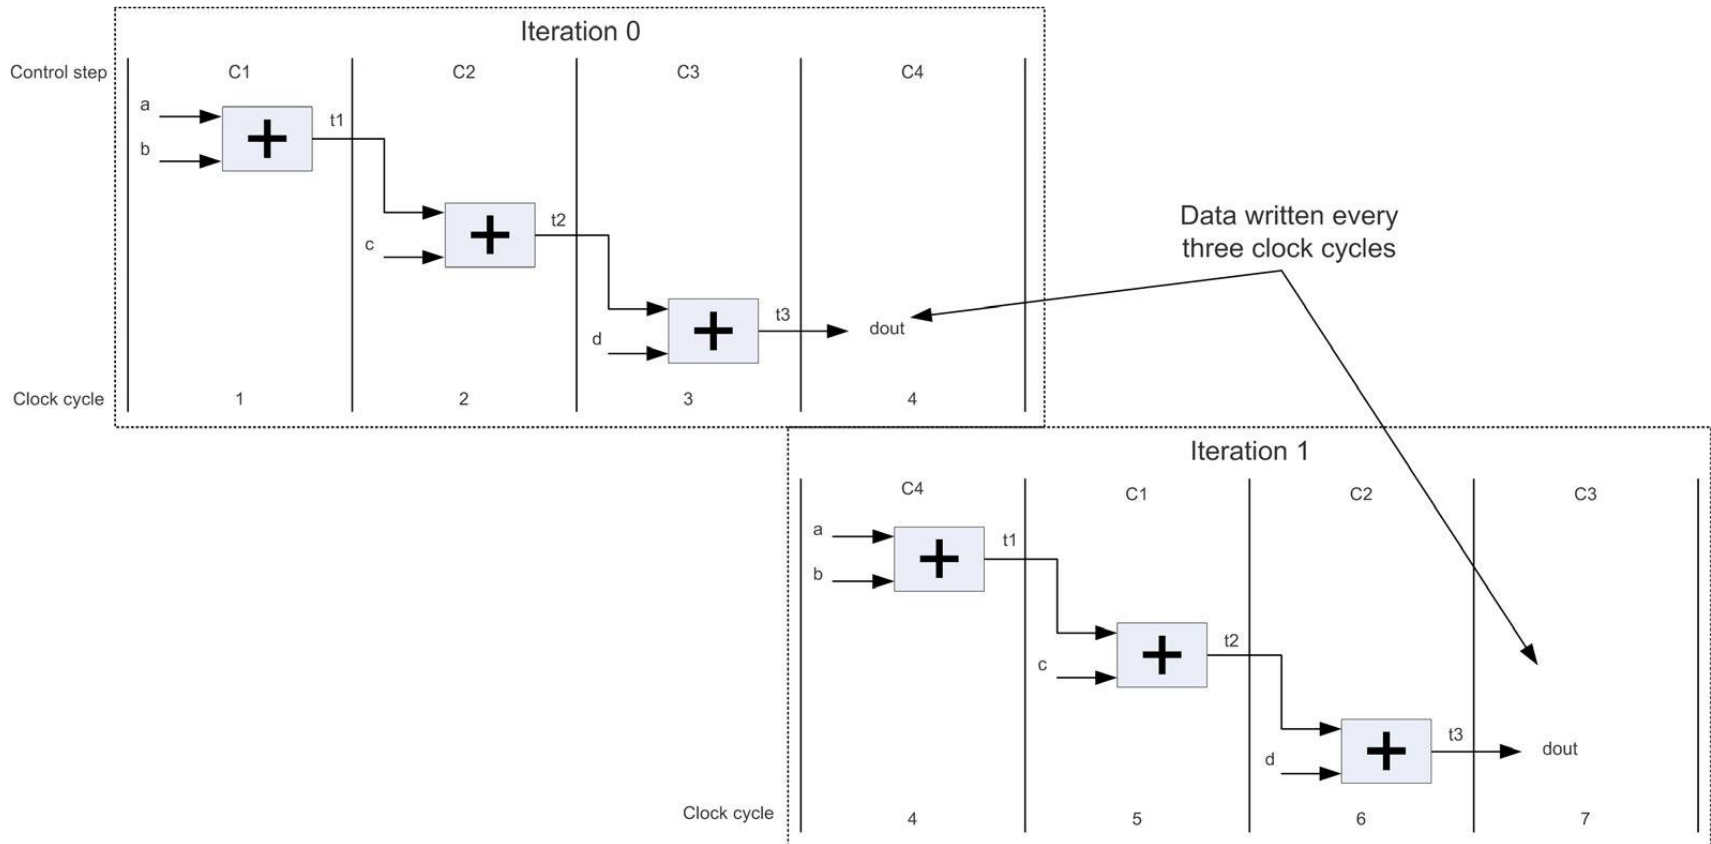 Iteration 0
Control step C1 C2 C3 C4
a
t1
b
t2
c
Data written every
three clock cycles
t3
dout
d
Clock cycle 1 2 3 4
Iteration 1
C4 C1 C2 C3
a
t1
b
t2
c
t3
dout
d
Clock cycle 4 5 6 7